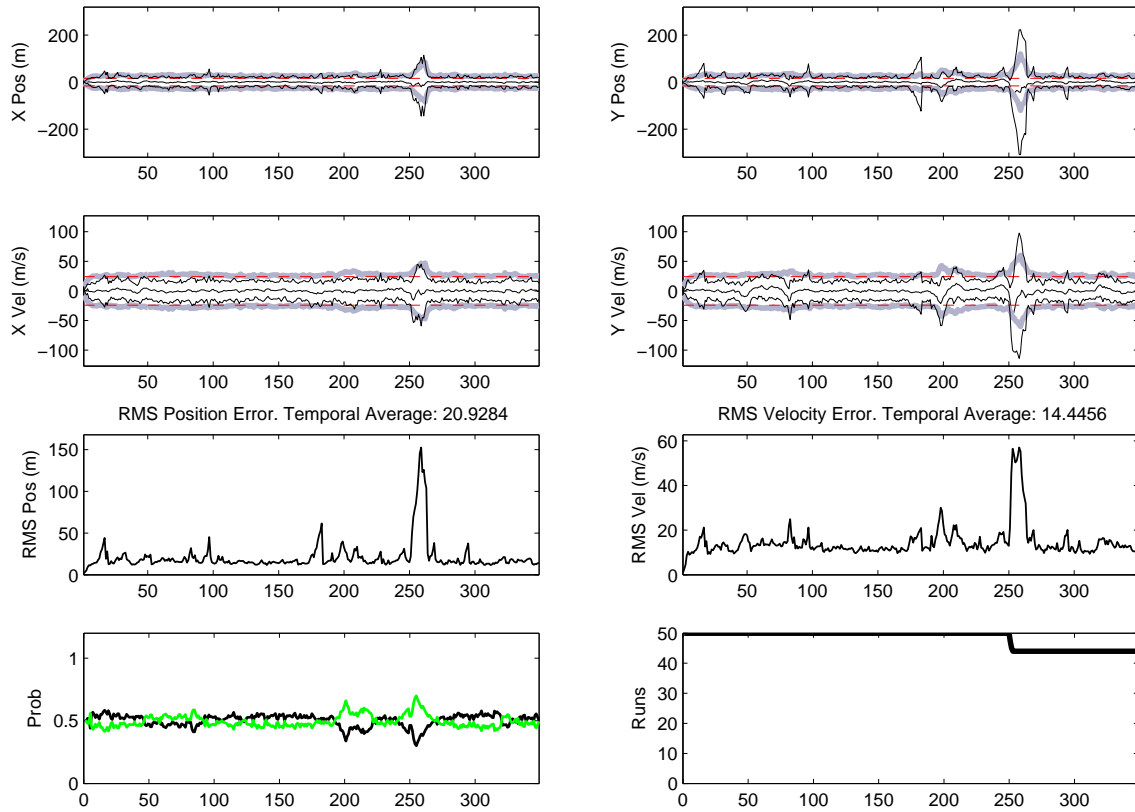 X Pos (m)
200
0
−200
50 100 150 200 250 300
Y Pos (m)
200
0
−200
50 100 150 200 250 300
X Vel (m/s)
100
50
0
−50
−100
50 100 150 200 250 300
Y Vel (m/s)
100
50
0
−50
−100
50 100 150 200 250 300
RMS Position Error. Temporal Average: 20.9284
RMS Pos (m)
150
100
50
0
0 50 100 150 200 250 300
RMS Velocity Error. Temporal Average: 14.4456
RMS Vel (m/s)
60
40
20
0
0 50 100 150 200 250 300
Prob
1
0.5
0
0 50 100 150 200 250 300
Runs
50
40
30
20
10
0
0 50 100 150 200 250 300